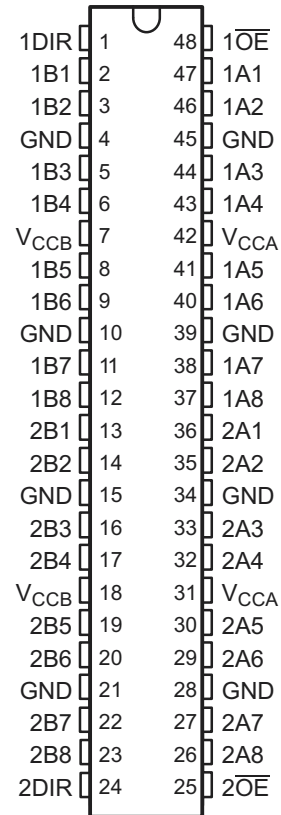 1DIR 1 48 1O̅E̅
1B1 2 47 1A1
1B2 3 46 1A2
GND 4 45 GND
1B3 5 44 1A3
1B4 6 43 1A4
VCCB 7 42 VCCA
1B5 8 41 1A5
1B6 9 40 1A6
GND 10 39 GND
1B7 11 38 1A7
1B8 12 37 1A8
2B1 13 36 2A1
2B2 14 35 2A2
GND 15 34 GND
2B3 16 33 2A3
2B4 17 32 2A4
VCCB 18 31 VCCA
2B5 19 30 2A5
2B6 20 29 2A6
GND 21 28 GND
2B7 22 27 2A7
2B8 23 26 2A8
2DIR 24 25 2O̅E̅